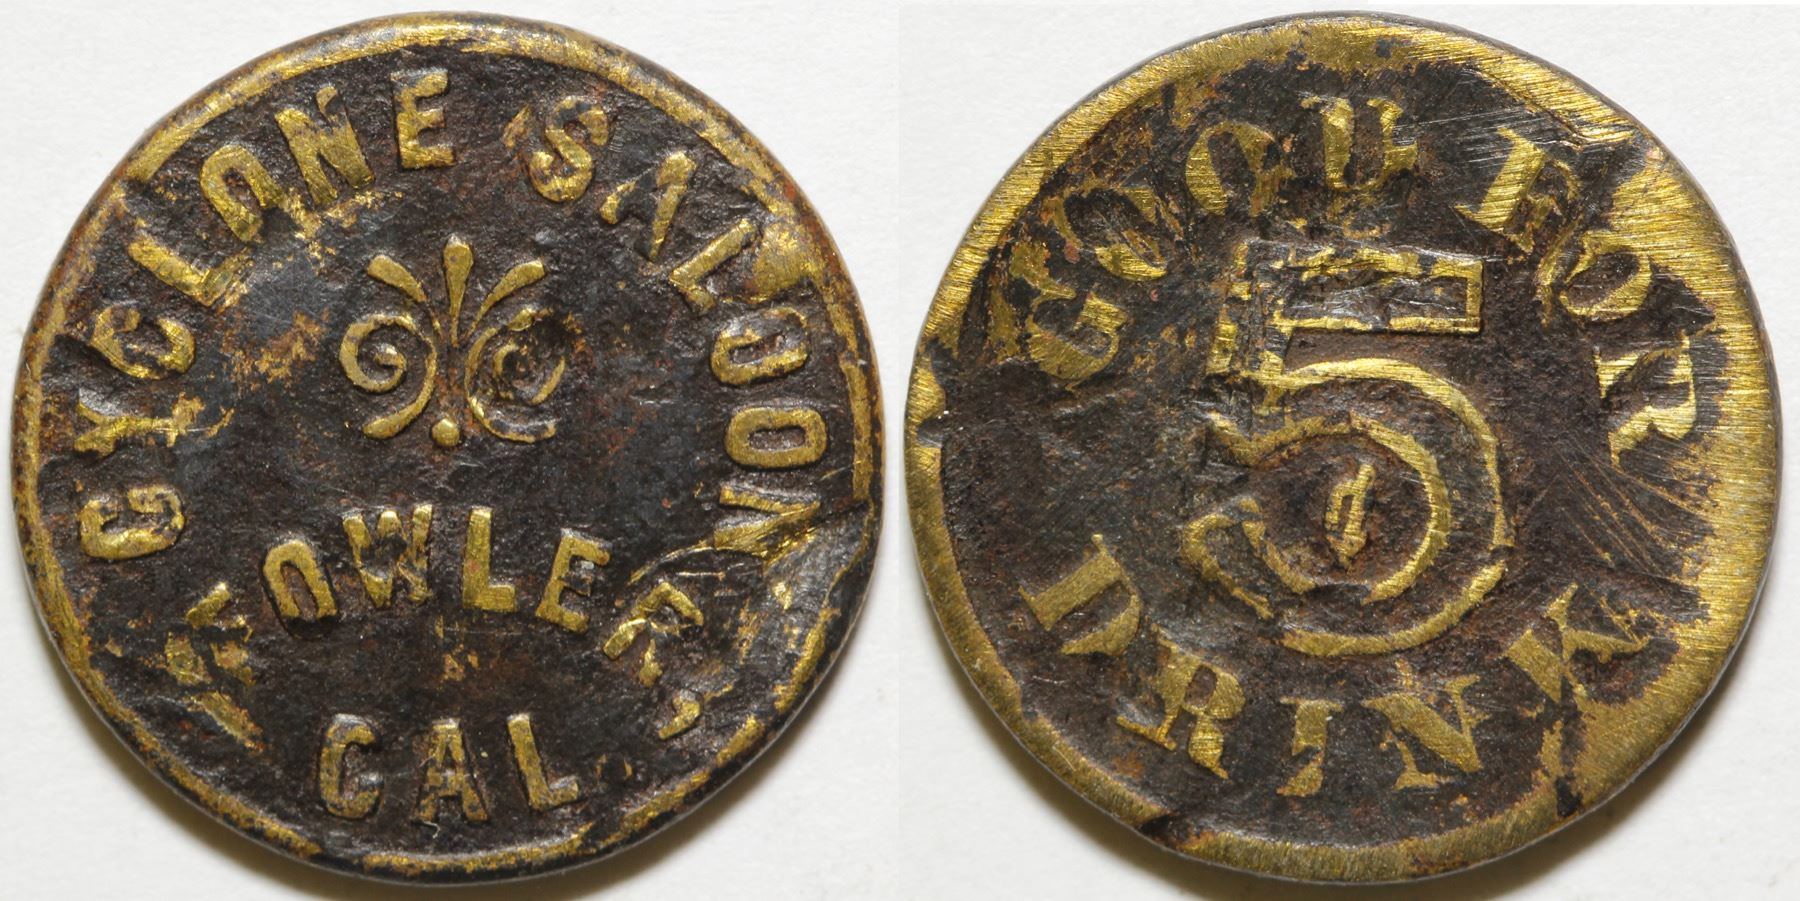 CYCLONE SALOON
FOWLER,
CAL.
GOOD FOR
5¢
DRINK